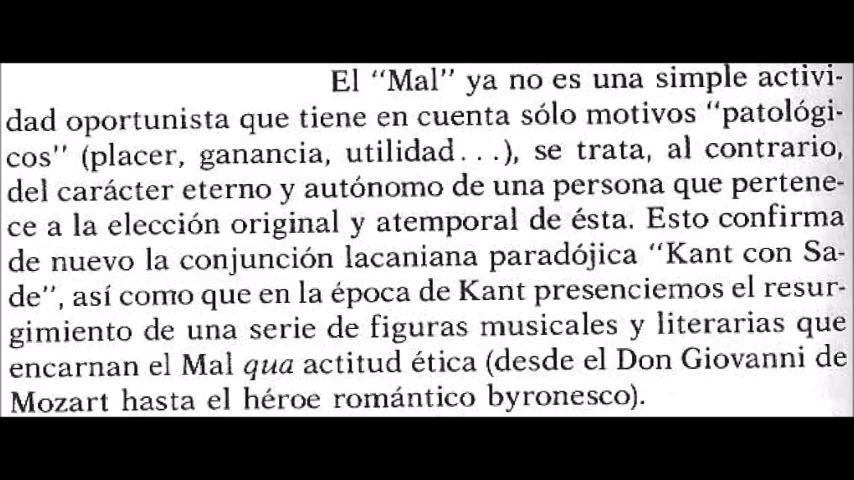 El “Mal” ya no es una simple activi-
dad oportunista que tiene en cuenta sólo motivos “patológi-
cos” (placer, ganancia, utilidad...), se trata, al contrario,
del carácter eterno y autónomo de una persona que pertene-
ce a la elección original y atemporal de ésta. Esto confirma
de nuevo la conjunción lacaniana paradójica “Kant con Sa-
de”, así como que en la época de Kant presenciemos el resur-
gimiento de una serie de figuras musicales y literarias que
encarnan el Mal qua actitud ética (desde el Don Giovanni de
Mozart hasta el héroe romántico byronesco).